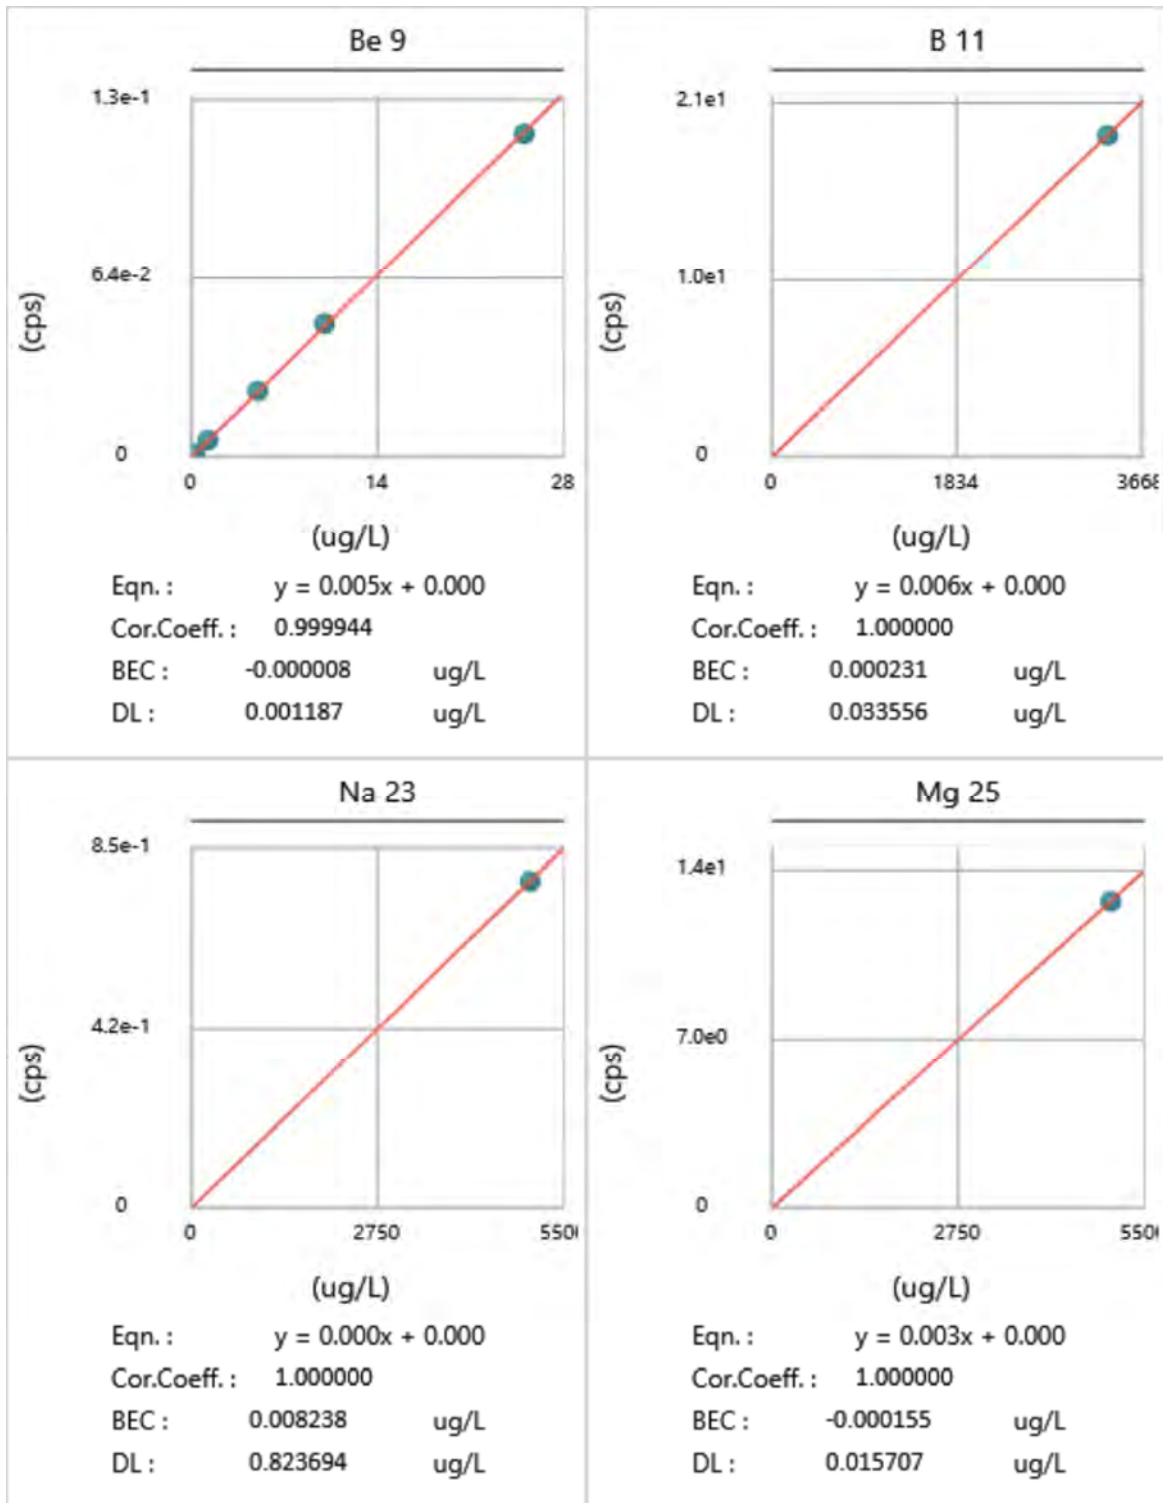 Be 9
1.3e-1
6.4e-2
0
(cps)
0 14 28
(ug/L)
Eqn. : y = 0.005x + 0.000
Cor.Coeff. : 0.999944
BEC : -0.000008 ug/L
DL : 0.001187 ug/L
B 11
2.1e1
1.0e1
0
(cps)
0 1834 3668
(ug/L)
Eqn. : y = 0.006x + 0.000
Cor.Coeff. : 1.000000
BEC : 0.000231 ug/L
DL : 0.033556 ug/L
Na 23
8.5e-1
4.2e-1
0
(cps)
0 2750 550
(ug/L)
Eqn. : y = 0.000x + 0.000
Cor.Coeff. : 1.000000
BEC : 0.008238 ug/L
DL : 0.823694 ug/L
Mg 25
1.4e1
7.0e0
0
(cps)
0 2750 550
(ug/L)
Eqn. : y = 0.003x + 0.000
Cor.Coeff. : 1.000000
BEC : -0.000155 ug/L
DL : 0.015707 ug/L